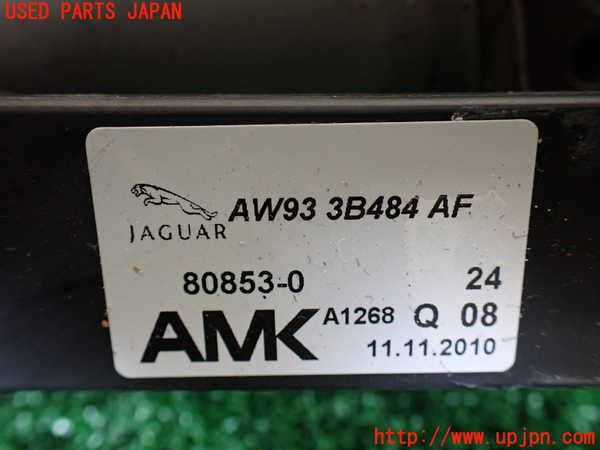 USED PARTS JAPAN
AW93 3B484 AF
JAGUAR
80853-0 24
AMK A1268 Q 08
11.11.2010
http://www.upjpn.com/